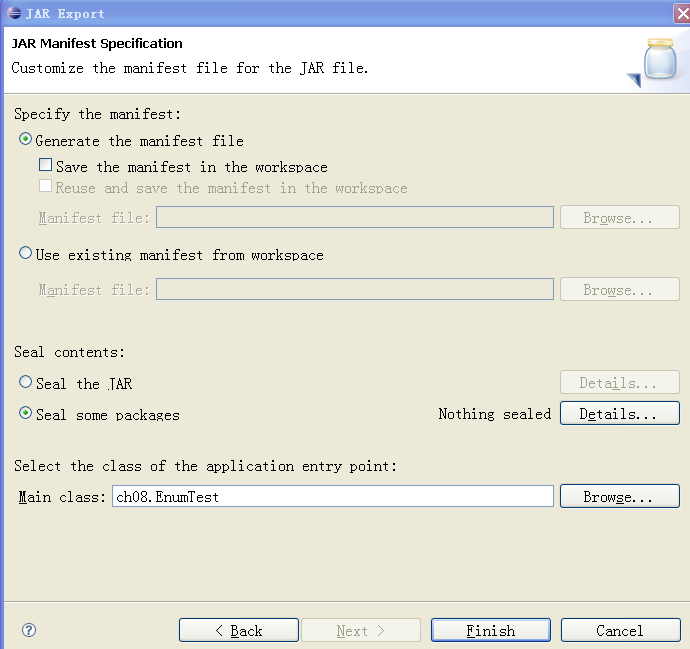 JAR Export
JAR Manifest Specification
Customize the manifest file for the JAR file.
Specify the manifest:
Generate the manifest file
Save the manifest in the workspace
Reuse and save the manifest in the workspace
Manifest file: Browse...
Use existing manifest from workspace
Manifest file: Browse...
Seal contents:
Seal the JAR Details...
Seal some packages Nothing sealed Details...
Select the class of the application entry point:
Main class: ch08.EnumTest Browse...
? < Back Next > Finish Cancel